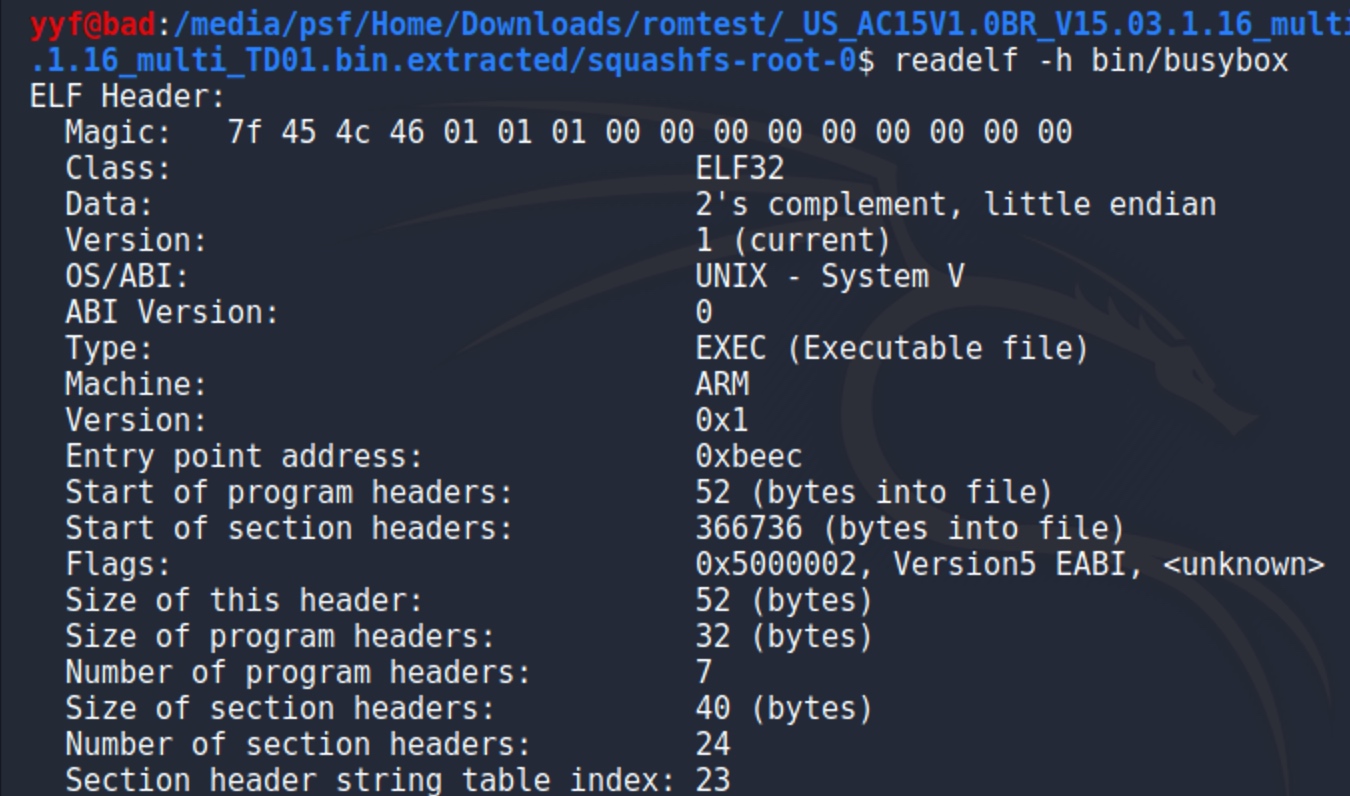 yyf@bad:/media/psf/Home/Downloads/romtest/_US_AC15V1.0BR_V15.03.1.16_multi
.1.16_multi_TD01.bin.extracted/squashfs-root-0$ readelf -h bin/busybox
ELF Header:
  Magic:   7f 45 4c 46 01 01 01 00 00 00 00 00 00 00 00 00
  Class:                             ELF32
  Data:                              2's complement, little endian
  Version:                           1 (current)
  OS/ABI:                            UNIX - System V
  ABI Version:                       0
  Type:                              EXEC (Executable file)
  Machine:                           ARM
  Version:                           0x1
  Entry point address:               0xbeec
  Start of program headers:          52 (bytes into file)
  Start of section headers:          366736 (bytes into file)
  Flags:                             0x5000002, Version5 EABI, <unknown>
  Size of this header:               52 (bytes)
  Size of program headers:           32 (bytes)
  Number of program headers:         7
  Size of section headers:           40 (bytes)
  Number of section headers:         24
  Section header string table index: 23